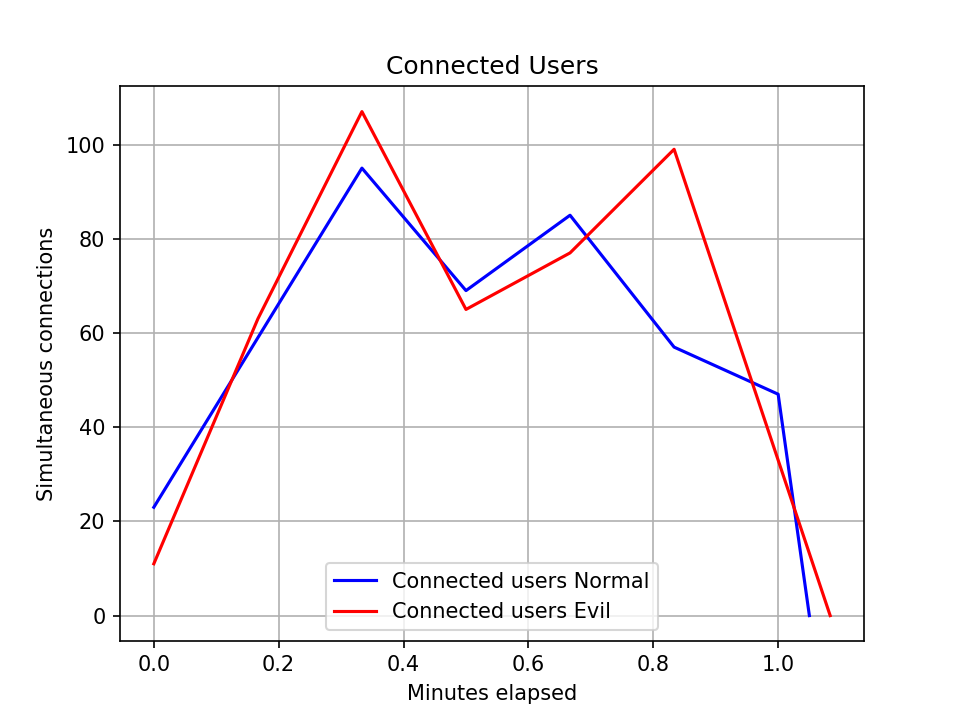 Connected Users
Simultaneous connections
100
80
60
40
20
0
Connected users Normal
Connected users Evil
0.0 0.2 0.4 0.6 0.8 1.0
Minutes elapsed